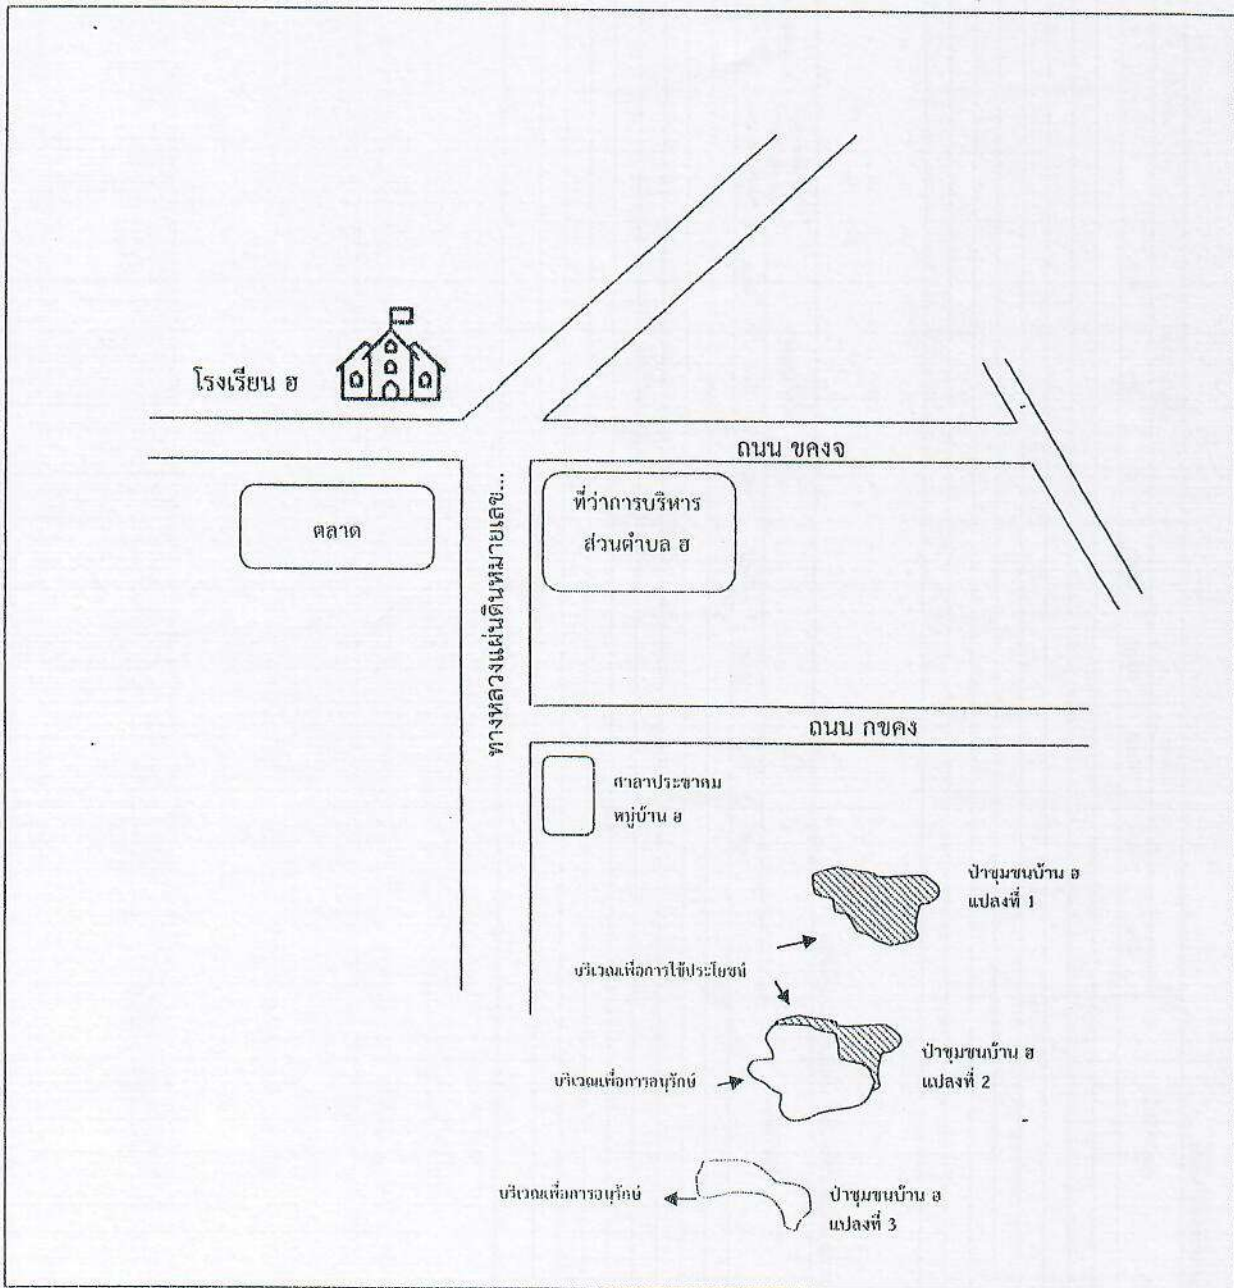 โรงเรียน ฮ
ถนน ขคงจ
ตลาด
ทางหลวงแผ่นดินหมายเลข...
ที่ว่าการบริหาร
ส่วนตำบล ฮ
ถนน กขคง
ศาลาประชาคม
หมู่บ้าน ฮ
ป่าชุมชนบ้าน ฮ
แปลงที่ 1
บริเวณเพื่อการใช้ประโยชน์
ป่าชุมชนบ้าน ฮ
แปลงที่ 2
บริเวณเพื่อการอนุรักษ์
บริเวณเพื่อการอนุรักษ์
ป่าชุมชนบ้าน ฮ
แปลงที่ 3